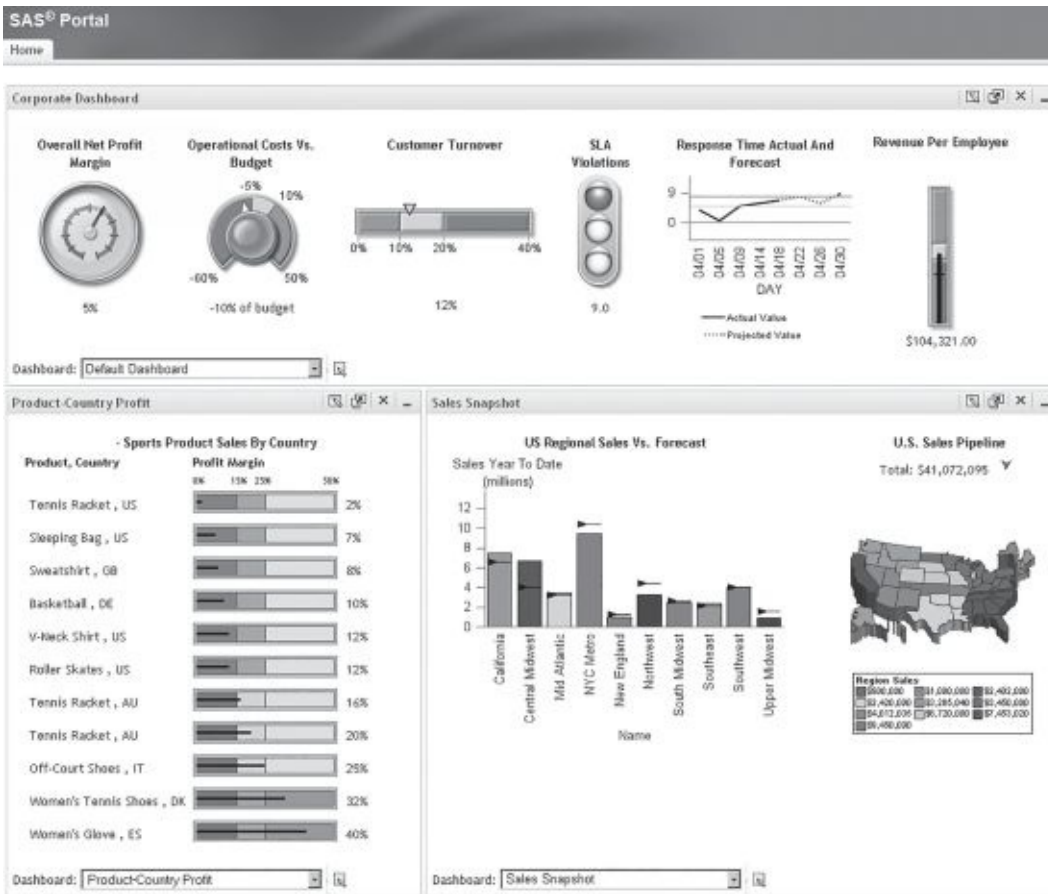 SAS® Portal
Home
Corporate Dashboard
Overall Net Profit
Margin
5%
Operational Costs Vs.
Budget
-5%
10%
-60%
50%
-10% of budget
Customer Turnover
0% 10% 20% 40%
12%
SLA
Violations
9.0
Response Time Actual And
Forecast
9
0
04/01 04/05 04/09 04/14 04/18 04/22 04/26 04/30
DAY
Actual Value
Projected Value
Revenue Per Employee
$104,321.00
Dashboard: Default Dashboard
Product-Country Profit
- Sports Product Sales By Country
Product, Country Profit Margin
0% 15% 25% 50%
Tennis Racket , US 2%
Sleeping Bag , US 7%
Sweatshirt , GB 8%
Basketball , DE 10%
V-Neck Shirt , US 12%
Roller Skates , US 12%
Tennis Racket , AU 16%
Tennis Racket , AU 20%
Off-Court Shoes , IT 25%
Women's Tennis Shoes , DK 32%
Women's Glove , ES 40%
Dashboard: Product-Country Profit
Sales Snapshot
US Regional Sales Vs. Forecast
Sales Year To Date
(millions)
12
10
8
6
4
2
0
California
Central Midwest
Mid Atlantic
NYC Metro
New England
Northwest
South Midwest
Southeast
Southwest
Upper Midwest
Name
U.S. Sales Pipeline
Total: $41,072,095
Region Sales
Dashboard: Sales Snapshot